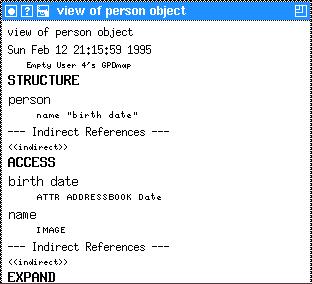 view of person object
view of person object
Sun Feb 12 21:15:59 1995
Empty User 4's GPDmap
STRUCTURE
person
name "birth date"
--- Indirect References ---
<<indirect>>
ACCESS
birth date
ATTR ADDRESSBOOK Date
name
IMAGE
--- Indirect References ---
<<indirect>>
EXPAND